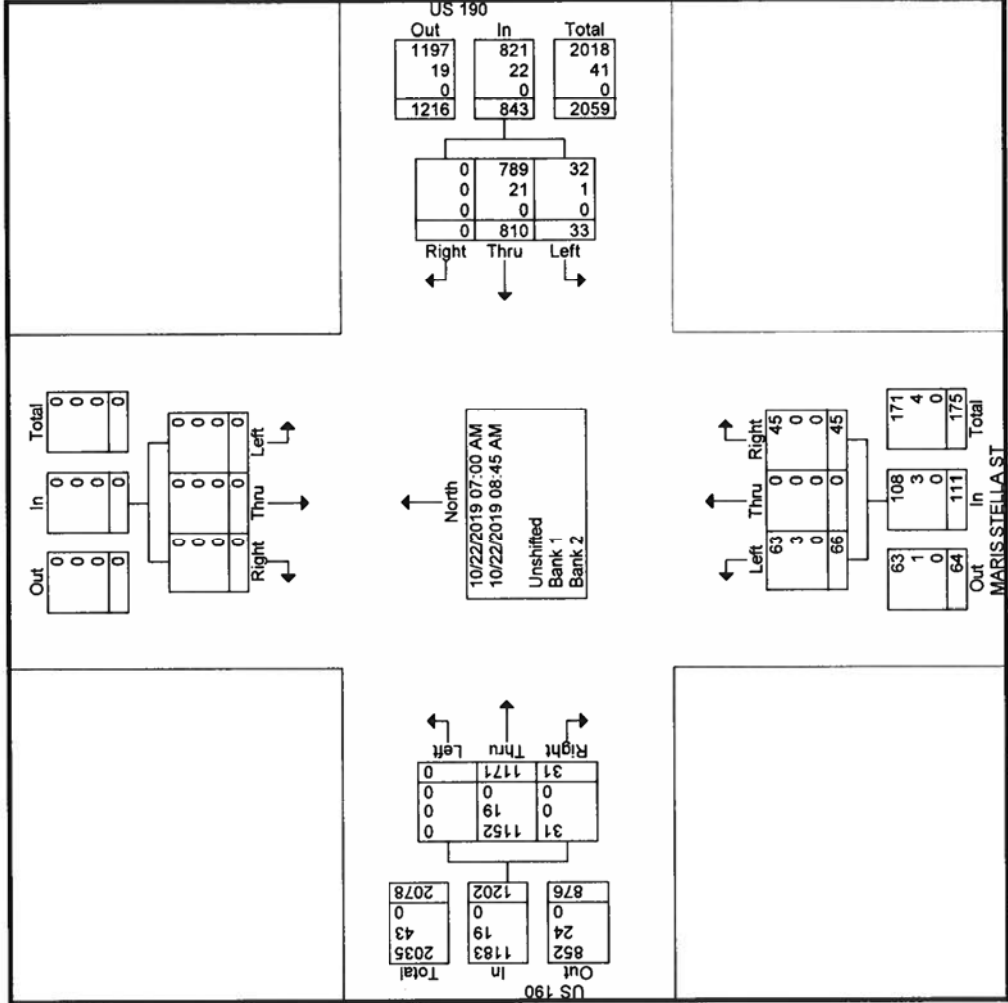 US 190
Out In Total
1197 821 2018
19 22 41
0 0 0
1216 843 2059
0 789 32
0 21 1
0 0 0
0 810 33
Right Thru Left
Out In Total
0 0 0
0 0 0
0 0 0
0 0 0
0 0 0
0 0 0
0 0 0
0 0 0
Right Thru Left
North
10/22/2019 07:00 AM
10/22/2019 08:45 AM
Unshifted
Bank 1
Bank 2
Left Thru Right
63 0 45
3 0 0
0 0 0
66 0 45
63 108 171
1 3 4
0 0 0
64 111 175
Out In Total
MARIS STELLA ST
Left Thru Right
0 1171 31
0 0 0
0 19 0
0 1152 31
2078 1202 876
0 0 0
43 19 24
2035 1183 852
Total In Out
US 190